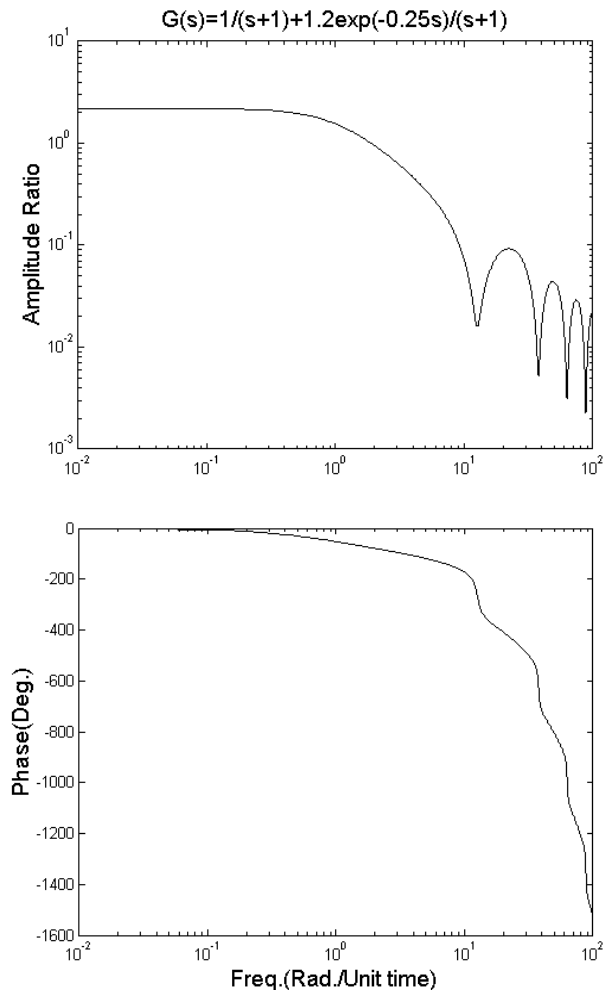 G(s)=1/(s+1)+1.2exp(-0.25s)/(s+1)
10^1
10^0
10^-1
10^-2
10^-3
Amplitude Ratio
10^-2 10^-1 10^0 10^1 10^2
0
-200
-400
-600
-800
-1000
-1200
-1400
-1600
Phase(Deg.)
10^-2 10^-1 10^0 10^1 10^2
Freq.(Rad./Unit time)